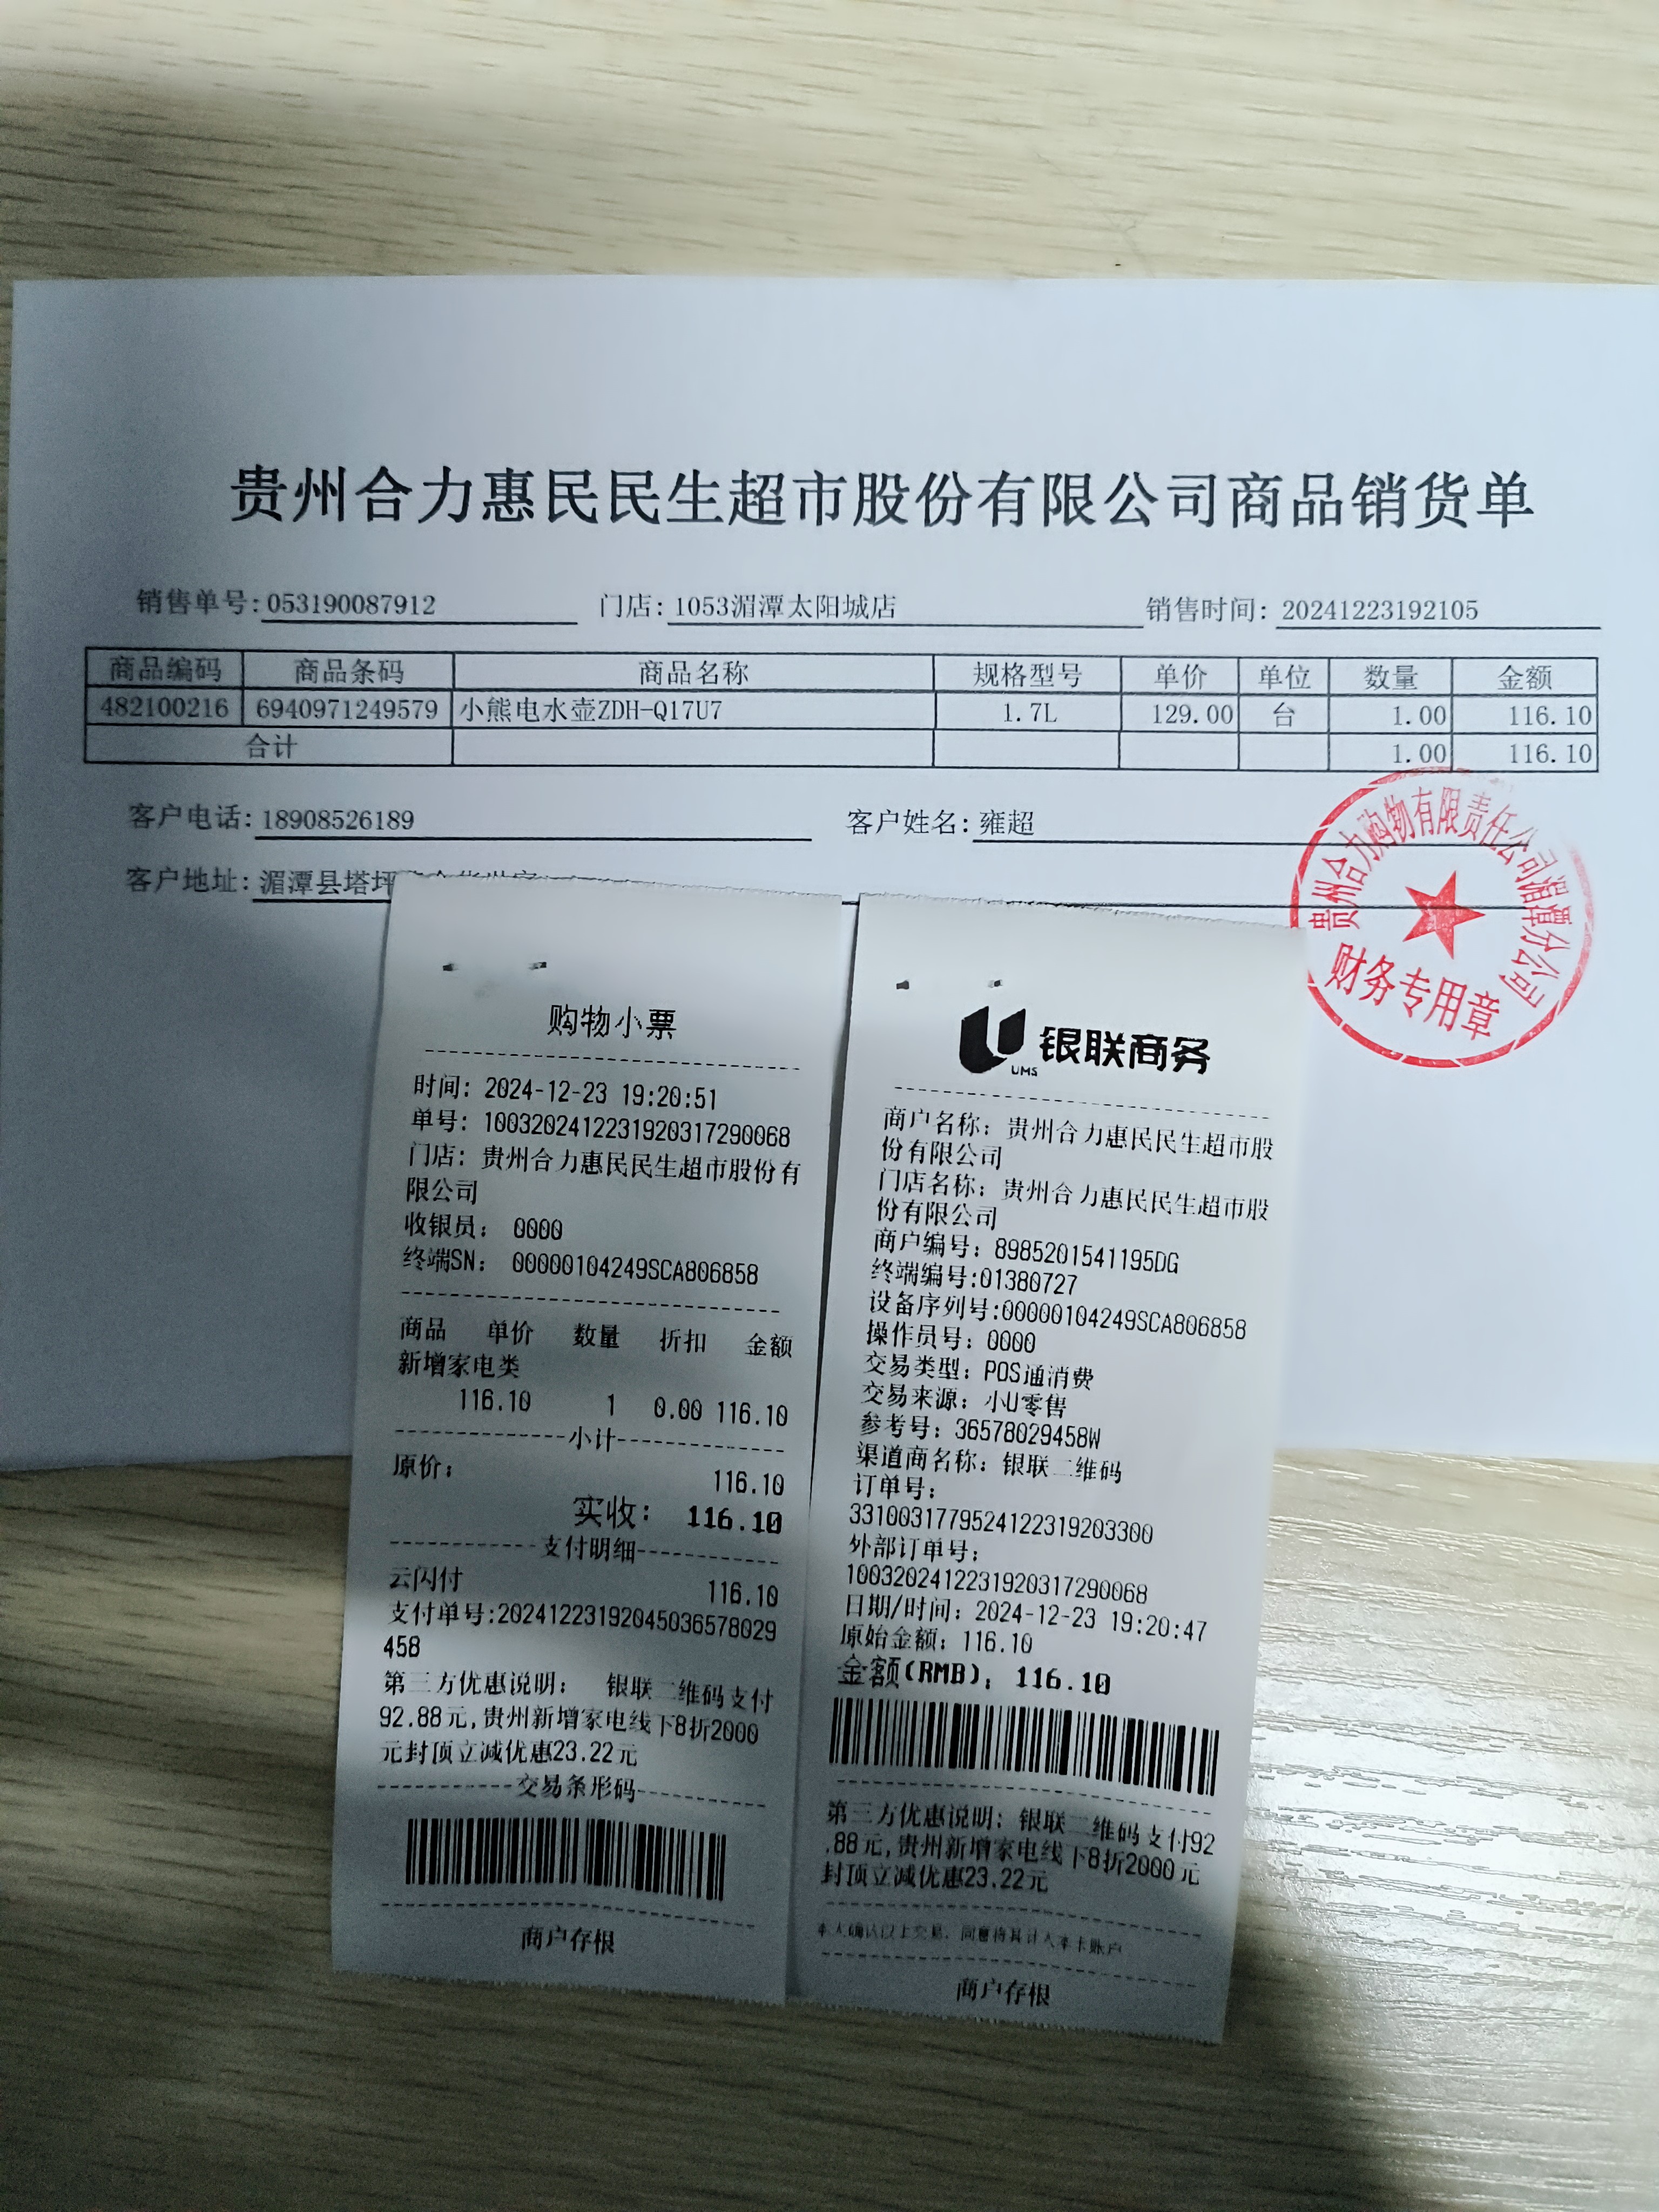 贵州合力惠民民生超市股份有限公司商品销货单
销售单号:053190087912 门店:1053湄潭太阳城店 销售时间:20241223192105
商品编码 商品条码 商品名称 规格型号 单价 单位 数量 金额
482100216 6940971249579 小熊电水壶ZDH-Q17U7 1.7L 129.00 台 1.00 116.10
合计 1.00 116.10
客户电话:18908526189 客户姓名:雍超
客户地址:湄潭县塔坪
贵州合力购物有限责任公司湄潭分公司
财务专用章
购物小票
时间: 2024-12-23 19:20:51
单号: 1003202412231920317290068
门店: 贵州合力惠民民生超市股份有
限公司
收银员: 0000
终端SN: 00000104249SCA806858
商品 单价 数量 折扣 金额
新增家电类
116.10 1 0.00 116.10
小计
原价: 116.10
实收: 116.10
支付明细
云闪付 116.10
支付单号:20241223192045036578029
458
第三方优惠说明: 银联二维码支付
92.88元,贵州新增家电线下8折2000
元封顶立减优惠23.22元
交易条形码
商户存根
银联商务
UMS
商户名称: 贵州合力惠民民生超市股
份有限公司
门店名称: 贵州合力惠民民生超市股
份有限公司
商户编号: 8985201541195DG
终端编号:01380727
设备序列号:00000104249SCA806858
操作员号: 0000
交易类型: POS通消费
交易来源: 小U零售
参考号: 36578029458W
渠道商名称: 银联二维码
订单号:
3310031779524122319203300
外部订单号:
1003202412231920317290068
日期/时间: 2024-12-23 19:20:47
原始金额: 116.10
金额(RMB): 116.10
第三方优惠说明: 银联二维码支付92
.88元,贵州新增家电线下8折2000元
封顶立减优惠23.22元
本人确认以上交易, 同意将其计入本卡账户
商户存根